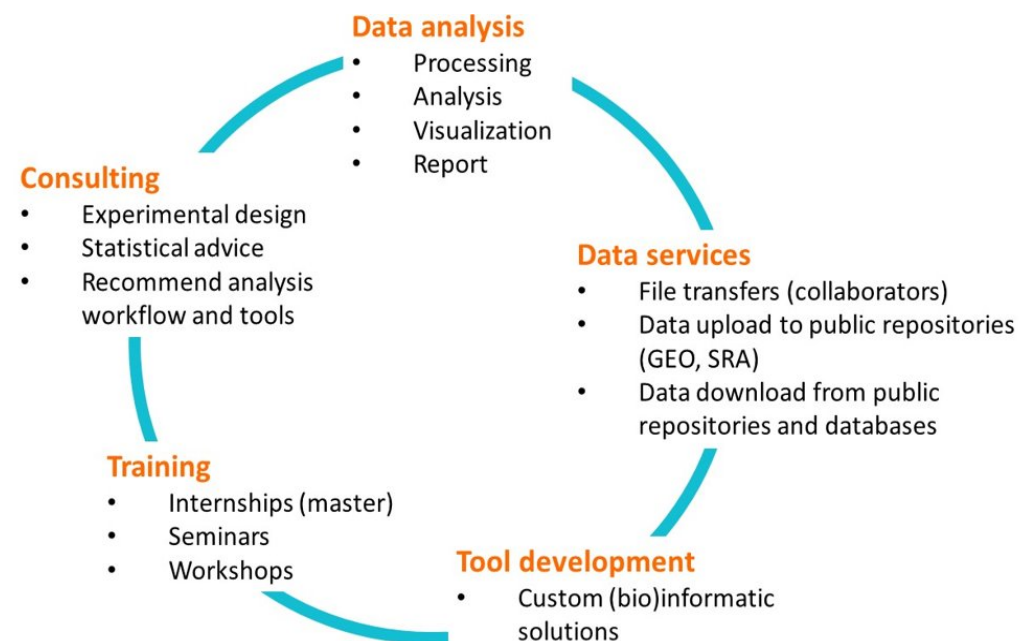 Data analysis
• Processing
• Analysis
• Visualization
• Report
Consulting
• Experimental design
• Statistical advice
• Recommend analysis
workflow and tools
Data services
• File transfers (collaborators)
• Data upload to public repositories
(GEO, SRA)
• Data download from public
repositories and databases
Training
• Internships (master)
• Seminars
• Workshops
Tool development
• Custom (bio)informatic
solutions